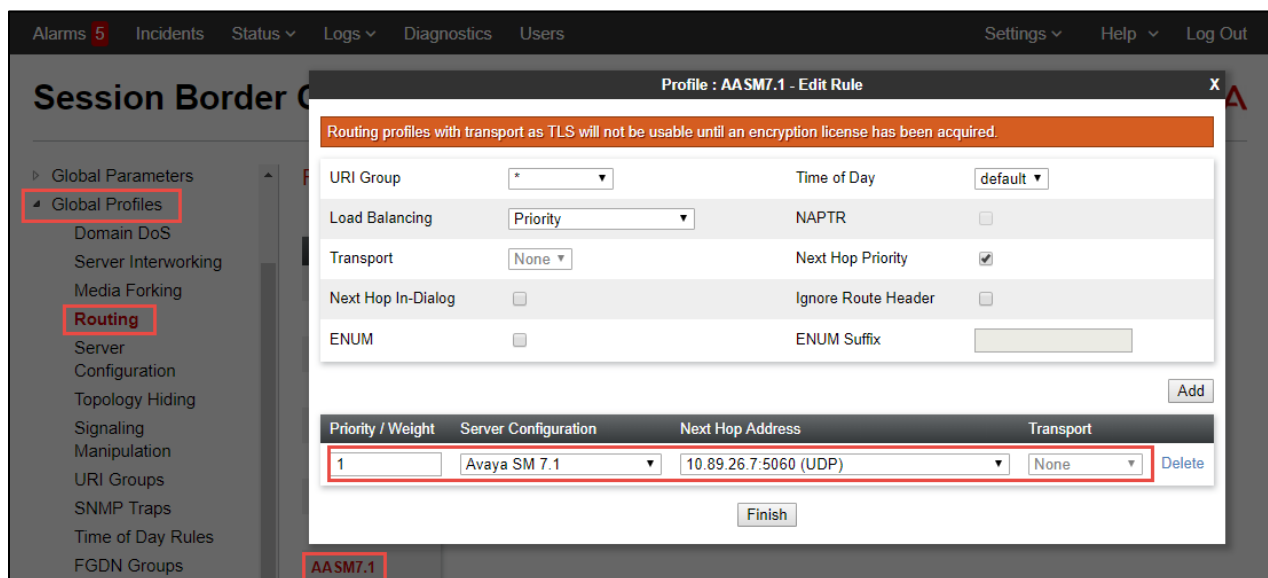 Alarms 5 Incidents Status Logs Diagnostics Users Settings Help Log Out
Session Border C
Profile : AASM7.1 - Edit Rule X
Routing profiles with transport as TLS will not be usable until an encryption license has been acquired.
Global Parameters
Global Profiles
Domain DoS
Server Interworking
Media Forking
Routing
Server
Configuration
Topology Hiding
Signaling
Manipulation
URI Groups
SNMP Traps
Time of Day Rules
FGDN Groups
URI Group * Time of Day default
Load Balancing Priority NAPTR
Transport None Next Hop Priority
Next Hop In-Dialog Ignore Route Header
ENUM ENUM Suffix
Add
Priority / Weight Server Configuration Next Hop Address Transport
1 Avaya SM 7.1 10.89.26.7:5060 (UDP) None Delete
Finish
AASM7.1